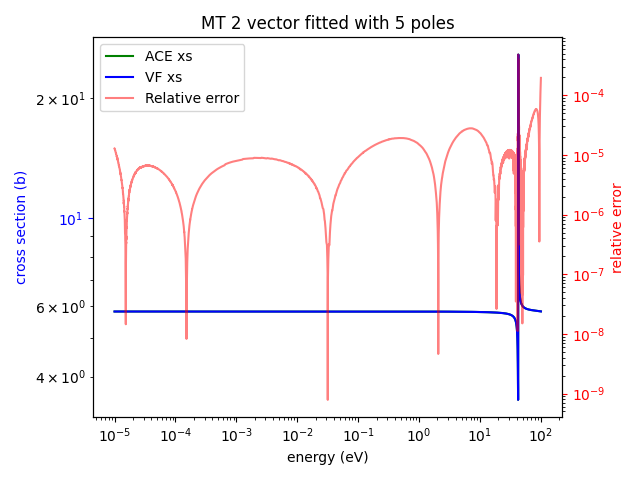 MT 2 vector fitted with 5 poles
ACE xs
VF xs
Relative error
cross section (b)
2 × 10¹
10¹
6 × 10⁰
4 × 10⁰
10⁻⁴
10⁻⁵
10⁻⁶
10⁻⁷
10⁻⁸
10⁻⁹
relative error
10⁻⁵ 10⁻⁴ 10⁻³ 10⁻² 10⁻¹ 10⁰ 10¹ 10²
energy (eV)